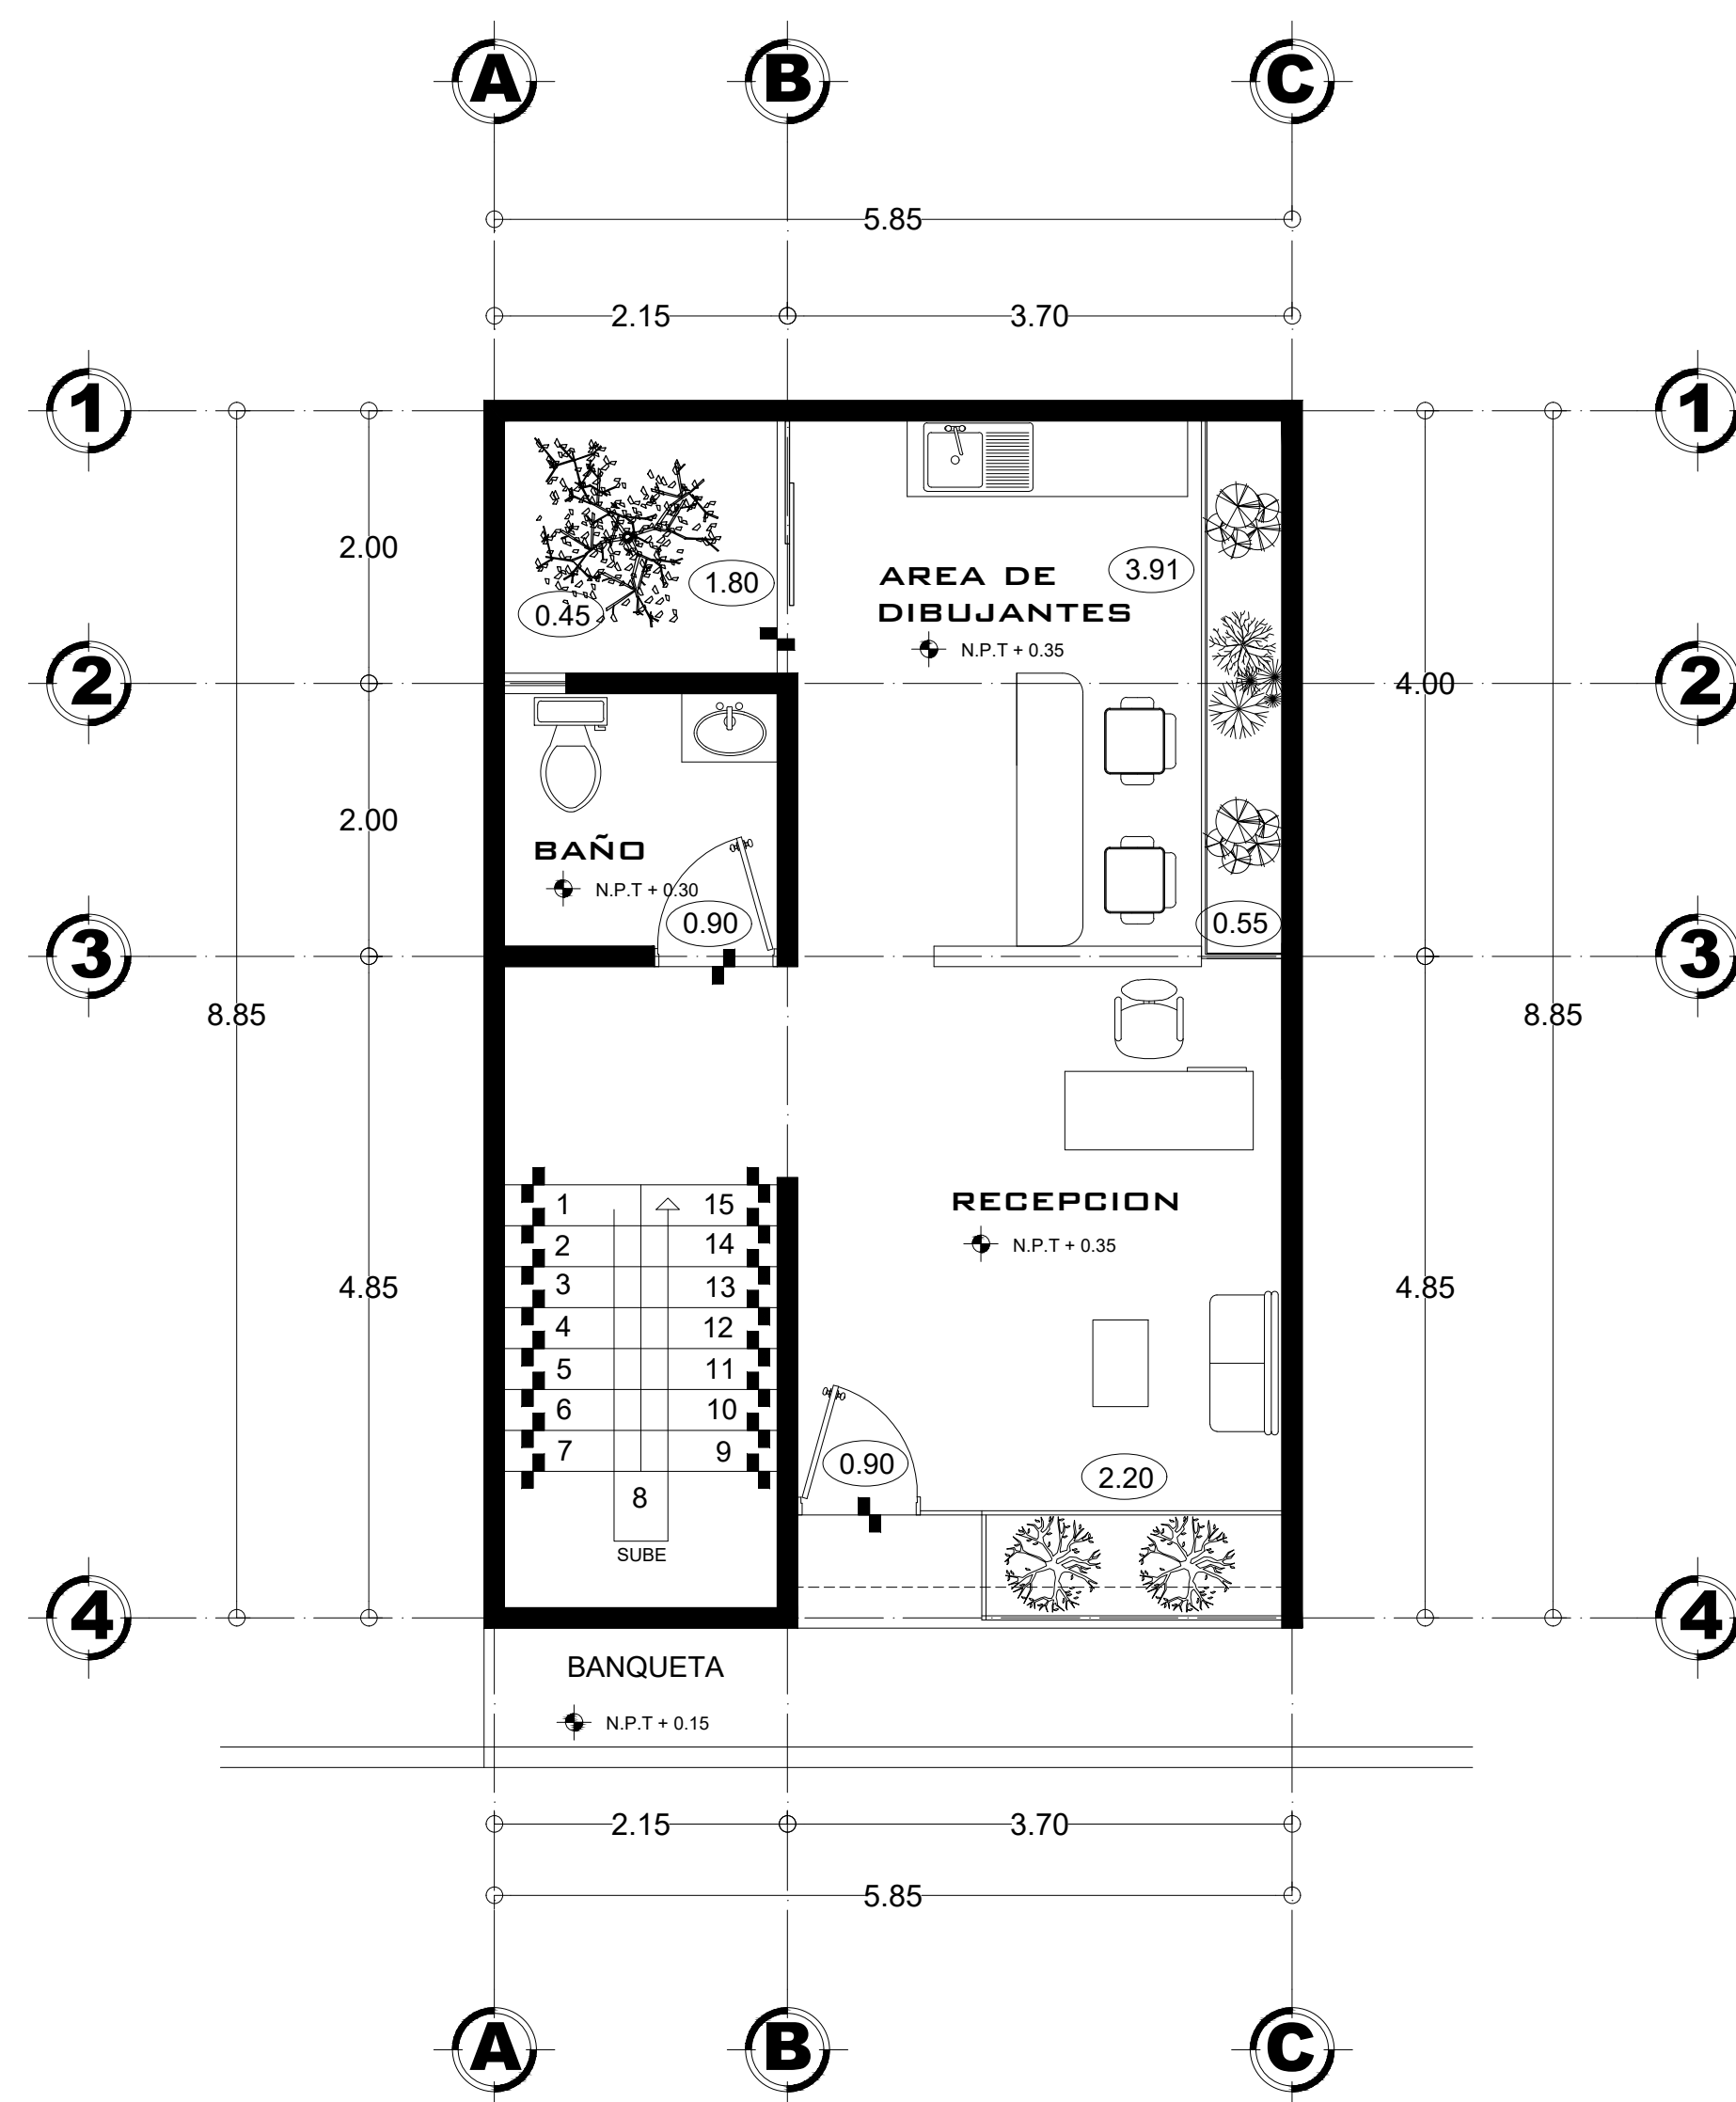 A B C
5.85
2.15 3.70
1 1
2.00
AREA DE
DIBUJANTES
3.91
1.80
0.45
N.P.T + 0.35
2 4.00 2
2.00
BAÑO
N.P.T + 0.30
0.90
0.55
3 3
8.85 8.85
1 15
2 14
3 13
4 12
5 11
6 10
7 9
8
SUBE
RECEPCION
N.P.T + 0.35
4.85 4.85
0.90
2.20
4 4
BANQUETA
N.P.T + 0.15
2.15 3.70
5.85
A B C